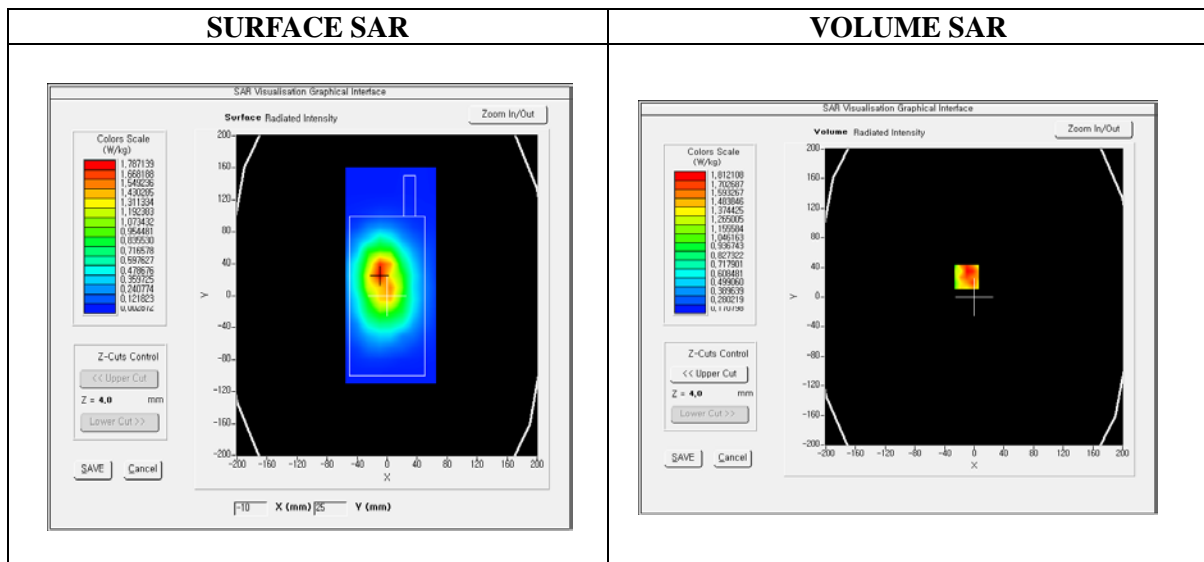 SURFACE SAR
VOLUME SAR
SAR Visualisation Graphical Interface
Surface Radiated Intensity
Zoom In/Out
Colors Scale
(W/kg)
1,787139
1,668188
1,549236
1,430285
1,311334
1,192383
1,073432
0,954481
0,835530
0,716578
0,597627
0,478676
0,359725
0,240774
0,121823
0,002872
200
160
120
80
40
0
-40
-80
-120
-160
-200
Y
-200 -160 -120 -80 -40 0 40 80 120 160 200
X
Z-Cuts Control
<< Upper Cut
Z = 4,0 mm
Lower Cut >>
SAVE Cancel
-10 X (mm) 25 Y (mm)
SAR Visualisation Graphical Interface
Volume Radiated Intensity
Zoom In/Out
Colors Scale
(W/kg)
1,812108
1,702687
1,593267
1,483846
1,374425
1,265005
1,155584
1,046163
0,936743
0,827322
0,717901
0,608481
0,499060
0,389639
0,280219
0,170798
200
160
120
80
40
0
-40
-80
-120
-160
-200
Y
-200 -160 -120 -80 -40 0 40 80 120 160 200
X
Z-Cuts Control
<< Upper Cut
Z = 4,0 mm
Lower Cut >>
SAVE Cancel